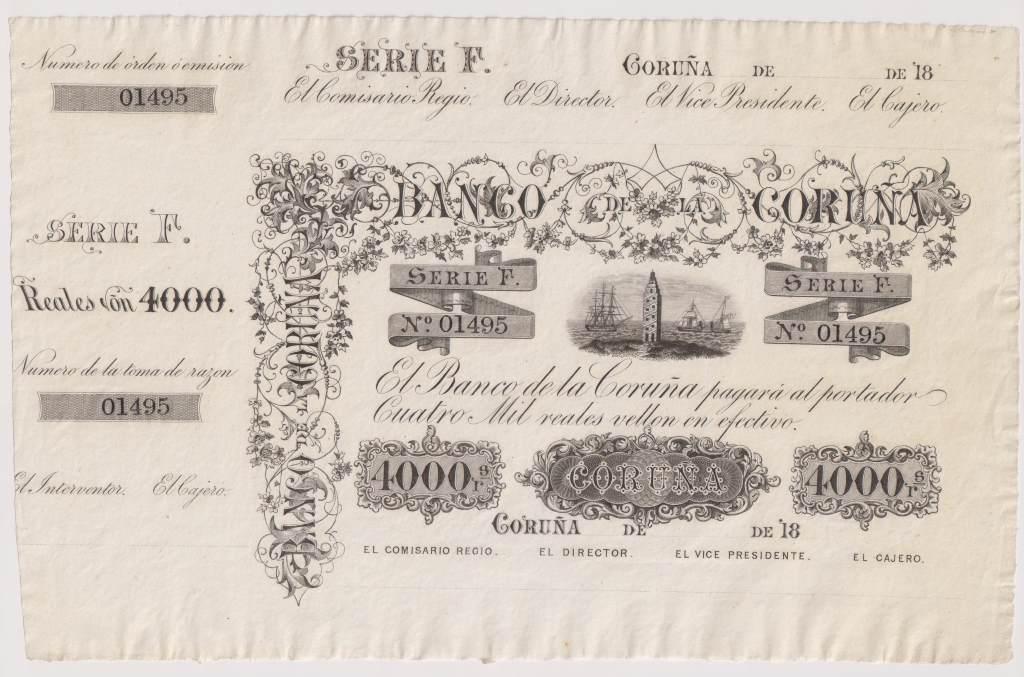 Numero de órden ó emision
01495
SERIE F.
CORUÑA DE DE 18
El Comisario Regio. El Director. El Vice Presidente. El Cajero.
SERIE F.
Reales von 4000.
Numero de la toma de razon
01495
El Interventor. El Cajero.
BANCO DE LA CORUÑA
BANCO DE LA CORUÑA
SERIE F.
Nº 01495
SERIE F.
Nº 01495
El Banco de la Coruña pagará al portador
Cuatro Mil reales vellon en efectivo.
4000 rs
CORUÑA
4000 rs
CORUÑA DE DE 18
EL COMISARIO REGIO. EL DIRECTOR. EL VICE PRESIDENTE. EL CAJERO.